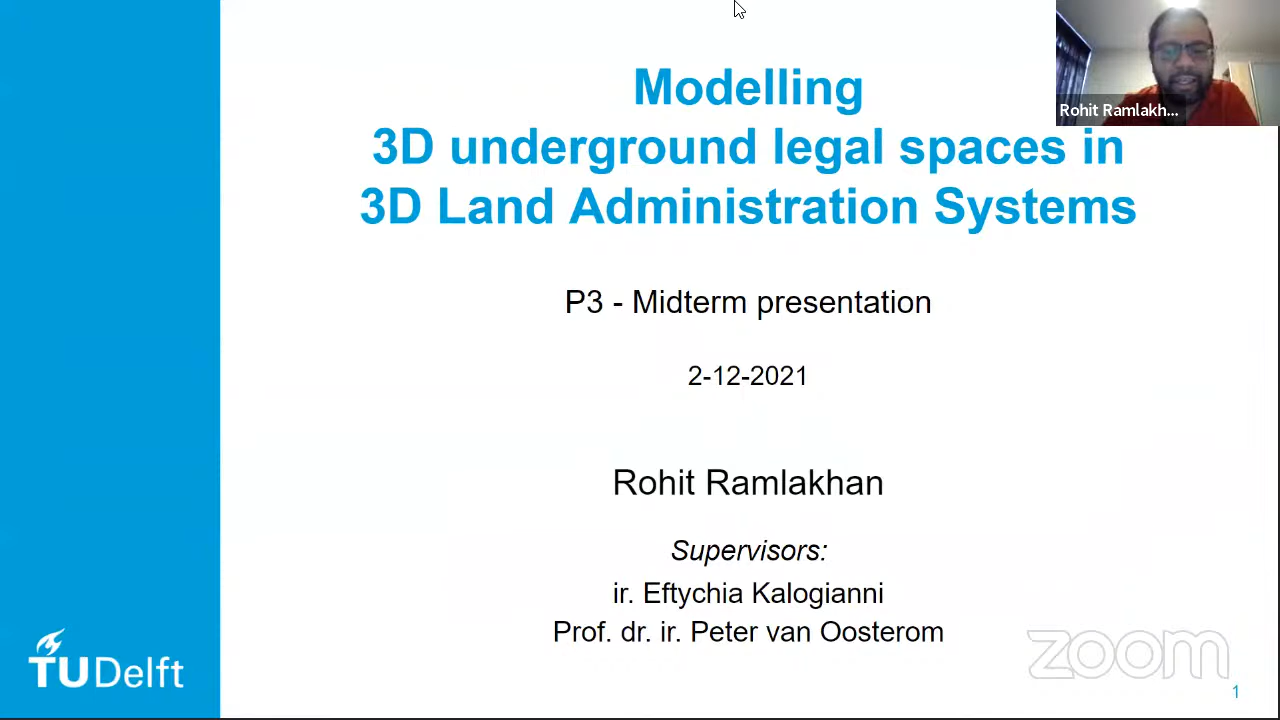 Modelling
3D underground legal spaces in
3D Land Administration Systems
Rohit Ramlakh...
P3 - Midterm presentation
2-12-2021
Rohit Ramlakhan
Supervisors:
ir. Eftychia Kalogianni
Prof. dr. ir. Peter van Oosterom
TUDelft
zoom
1